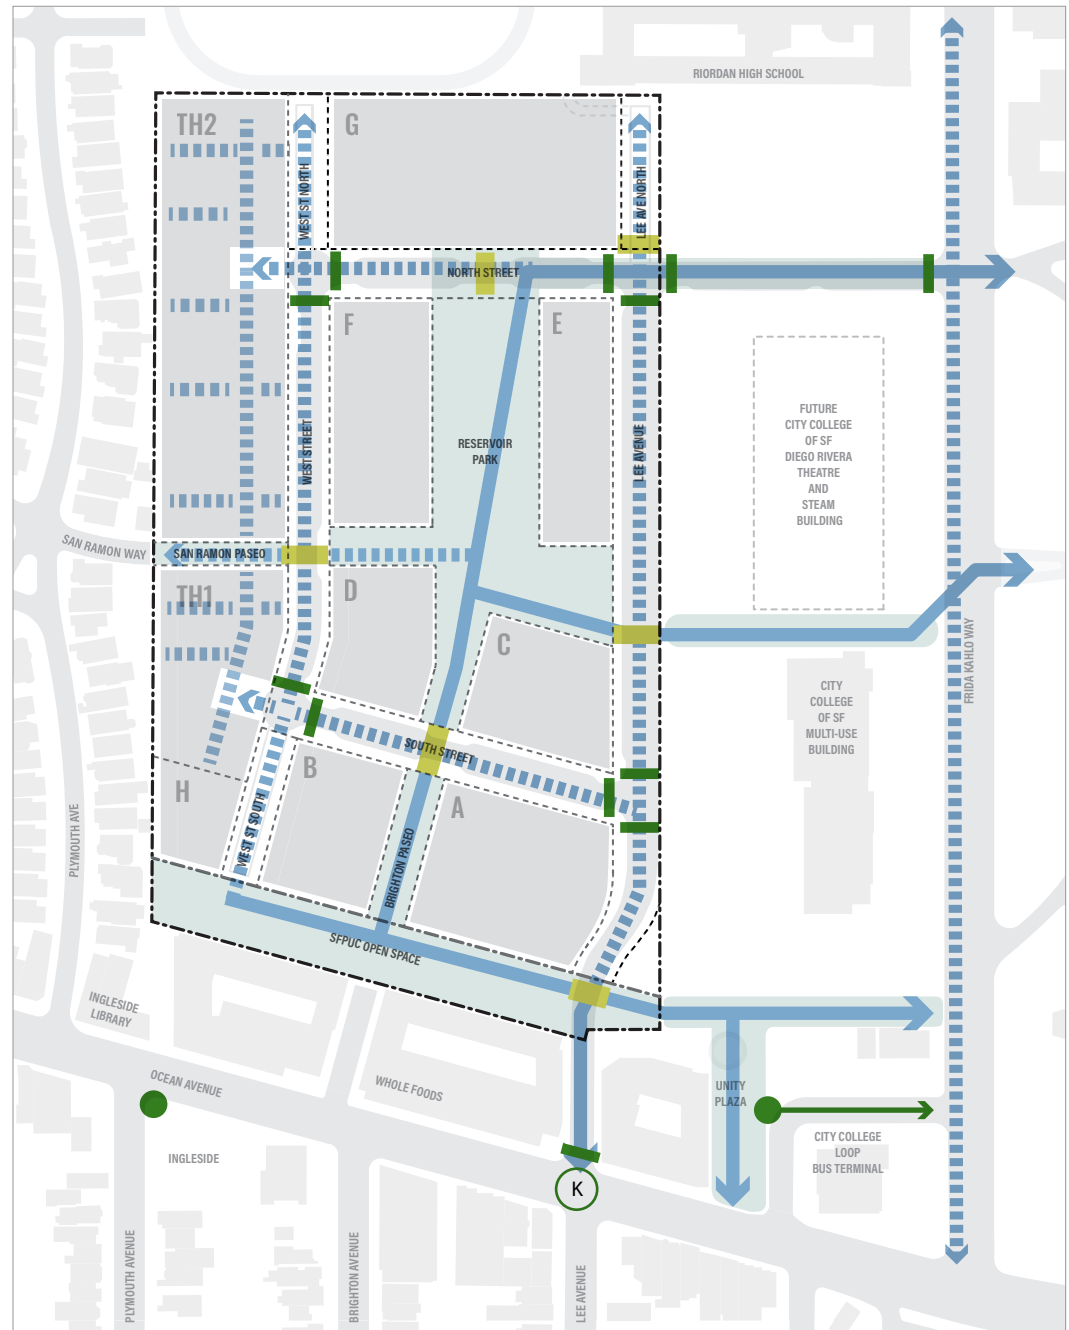 RIORDAN HIGH SCHOOL
TH2
G
WEST ST NORTH
LEE AVE NORTH
NORTH STREET
F
E
FUTURE
CITY COLLEGE
OF SF
DIEGO RIVERA
THEATRE
AND
STEAM
BUILDING
RESERVOIR
PARK
WEST STREET
LEE AVENUE
SAN RAMON WAY
SAN RAMON PASEO
TH1
D
C
FRIDA KAHLO WAY
CITY
COLLEGE
OF SF
MULTI-USE
BUILDING
SOUTH STREET
B
H
A
PLYMOUTH AVE
WEST ST SOUTH
BRIGHTON PASEO
SFPUC OPEN SPACE
INGLESIDE
LIBRARY
OCEAN AVENUE
WHOLE FOODS
UNITY
PLAZA
CITY COLLEGE
LOOP
BUS TERMINAL
INGLESIDE
K
PLYMOUTH AVENUE
BRIGHTON AVENUE
LEE AVENUE